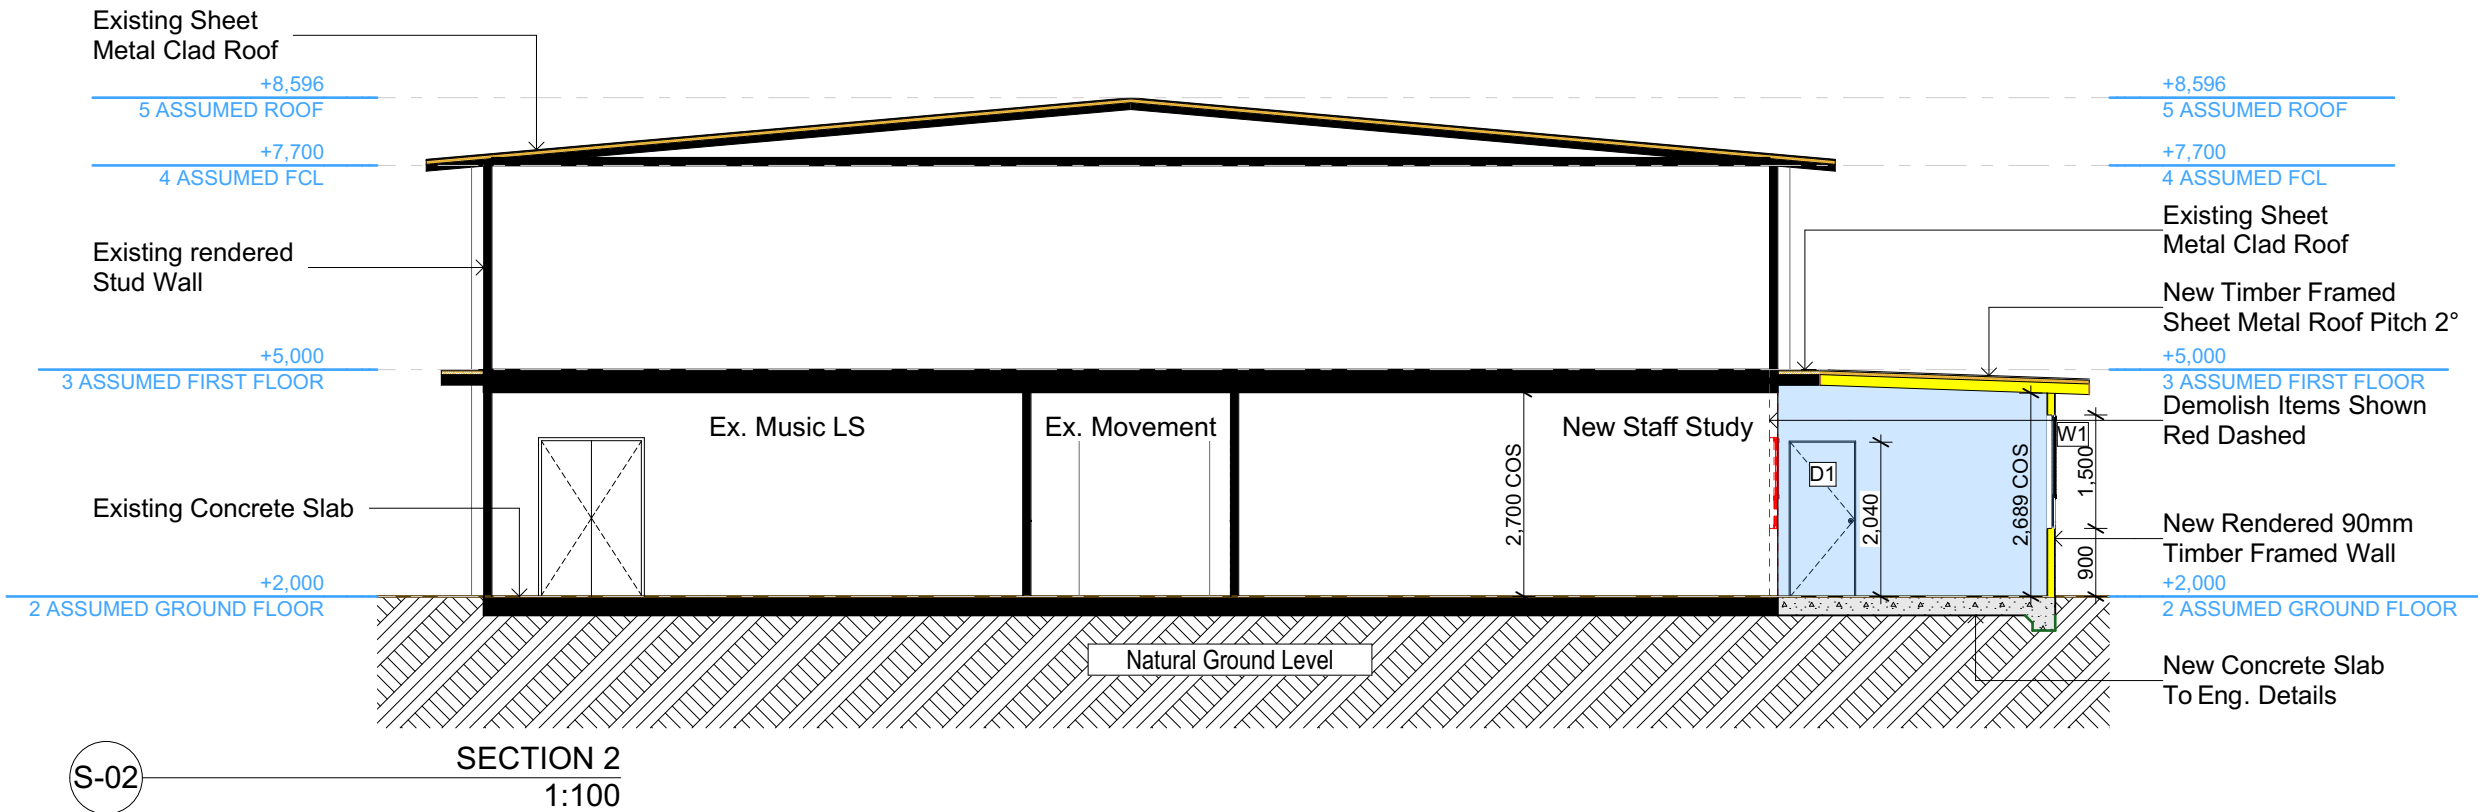 Existing Sheet
Metal Clad Roof
+8,596
5 ASSUMED ROOF
+7,700
4 ASSUMED FCL
Existing rendered
Stud Wall
+5,000
3 ASSUMED FIRST FLOOR
Existing Concrete Slab
+2,000
2 ASSUMED GROUND FLOOR
Ex. Music LS
Ex. Movement
New Staff Study
2,700 COS
D1
2,040
2,689 COS
W1
1,500
900
Natural Ground Level
+8,596
5 ASSUMED ROOF
+7,700
4 ASSUMED FCL
Existing Sheet
Metal Clad Roof
New Timber Framed
Sheet Metal Roof Pitch 2°
+5,000
3 ASSUMED FIRST FLOOR
Demolish Items Shown
Red Dashed
New Rendered 90mm
Timber Framed Wall
+2,000
2 ASSUMED GROUND FLOOR
New Concrete Slab
To Eng. Details
S-02
SECTION 2
1:100